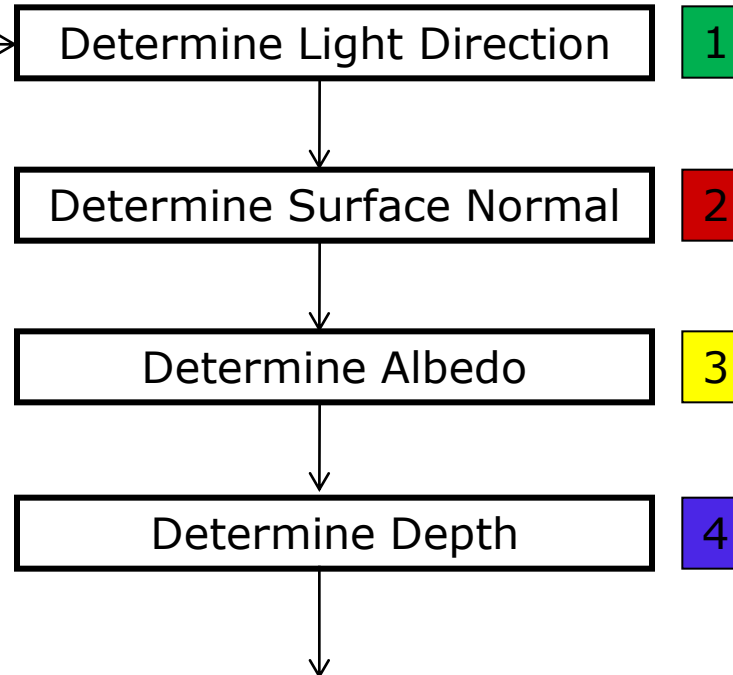 Determine Light Direction 1
Determine Surface Normal 2
Determine Albedo 3
Determine Depth 4